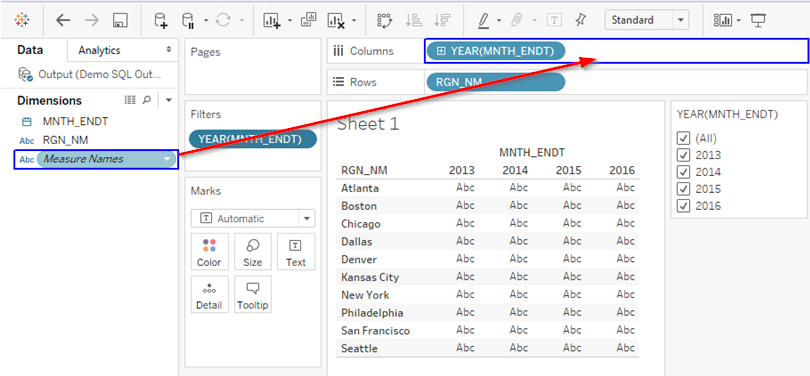 Standard
Data Analytics
Output (Demo SQL Out...
Dimensions
MNTH_ENDT
Abc RGN_NM
Abc Measure Names
Pages
Filters
YEAR(MNTH_ENDT)
Marks
Automatic
Color Size Text
Detail Tooltip
Columns YEAR(MNTH_ENDT)
Rows RGN_NM
Sheet 1
MNTH_ENDT
RGN_NM 2013 2014 2015 2016
Atlanta Abc Abc Abc Abc
Boston Abc Abc Abc Abc
Chicago Abc Abc Abc Abc
Dallas Abc Abc Abc Abc
Denver Abc Abc Abc Abc
Kansas City Abc Abc Abc Abc
New York Abc Abc Abc Abc
Philadelphia Abc Abc Abc Abc
San Francisco Abc Abc Abc Abc
Seattle Abc Abc Abc Abc
YEAR(MNTH_ENDT)
(All)
2013
2014
2015
2016